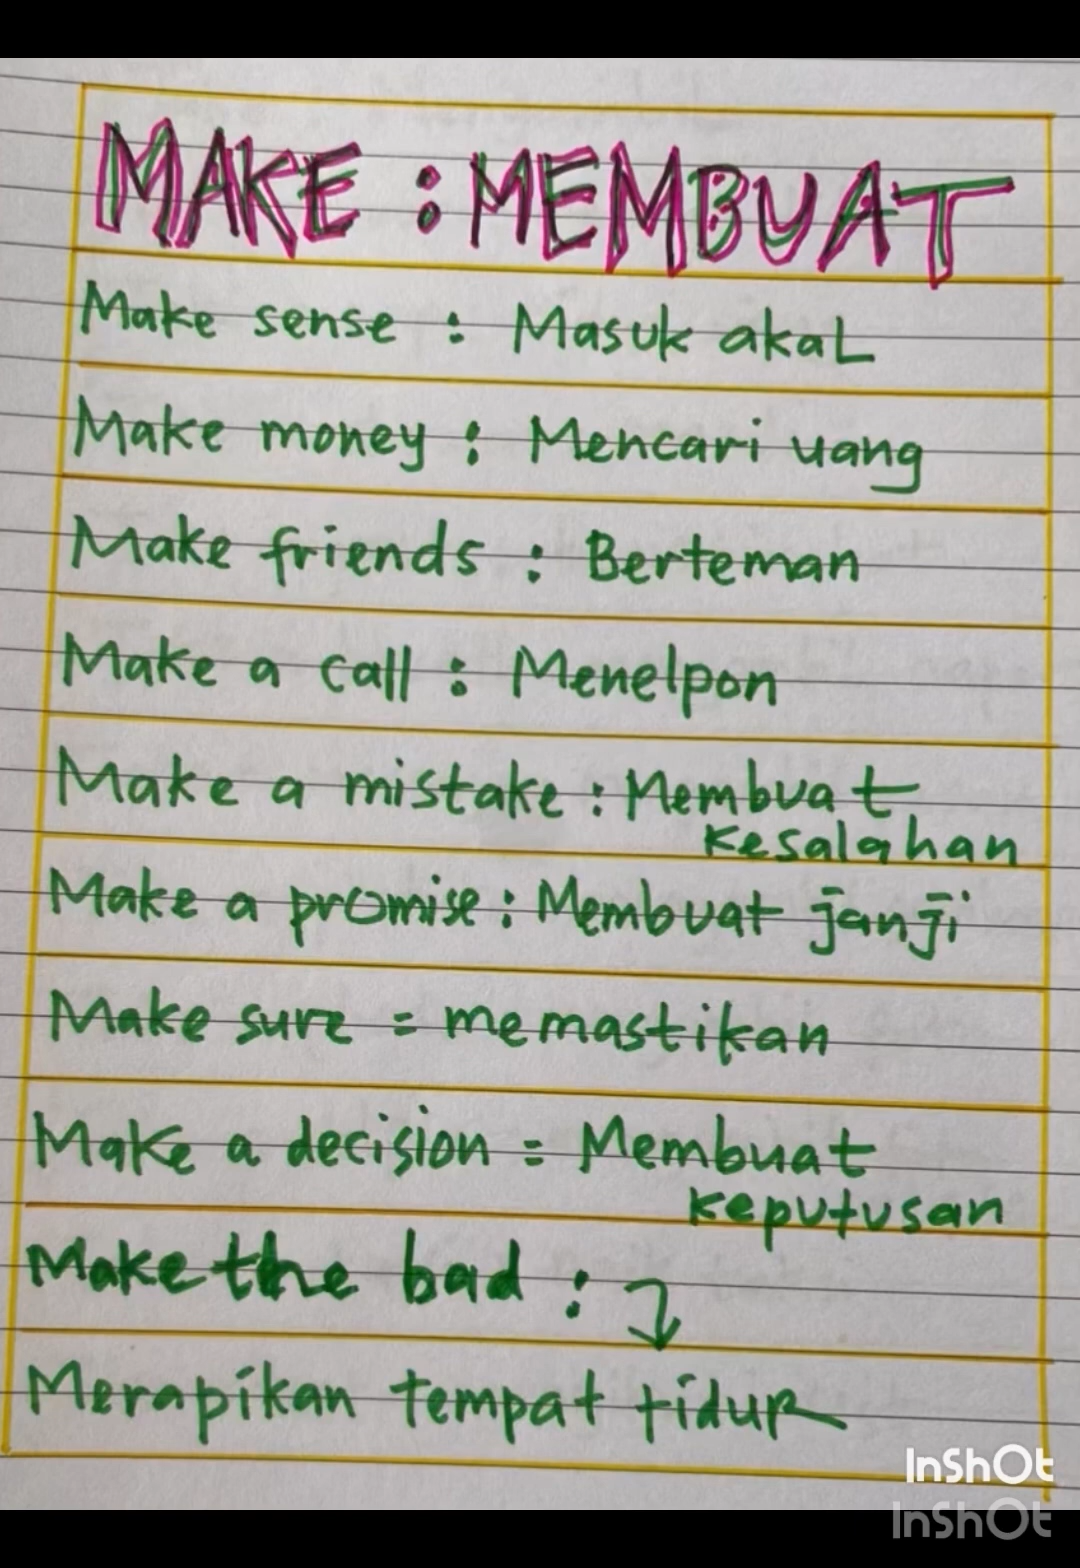 MAKE : MEMBUAT
Make sense : Masuk akaL
Make money : Mencari uang
Make friends : Berteman
Make a call : Menelpon
Make a mistake : Membuat
kesalahan
Make a promise : Membuat janji
Make sure = memastikan
Make a decision = Membuat
keputusan
Make the bad :
Merapikan tempat tidur
InShOt
InShOt